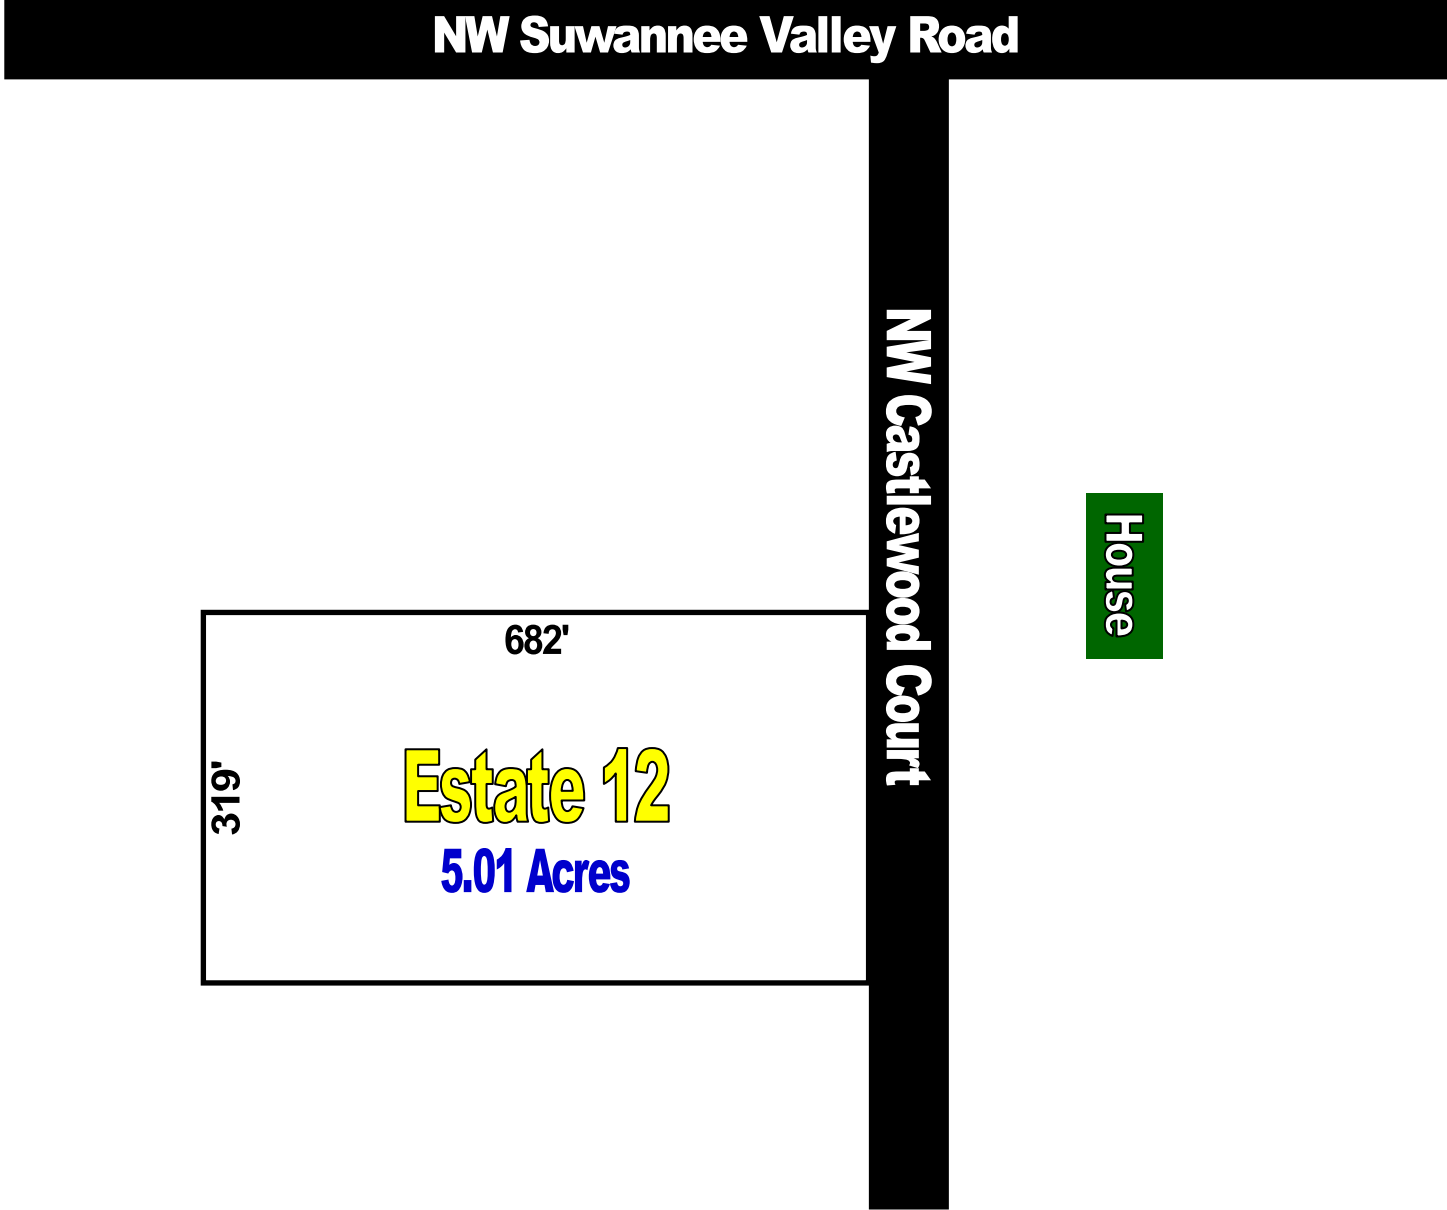 NW Suwannee Valley Road
NW Castlewood Court
House
682'
319'
Estate 12
5.01 Acres